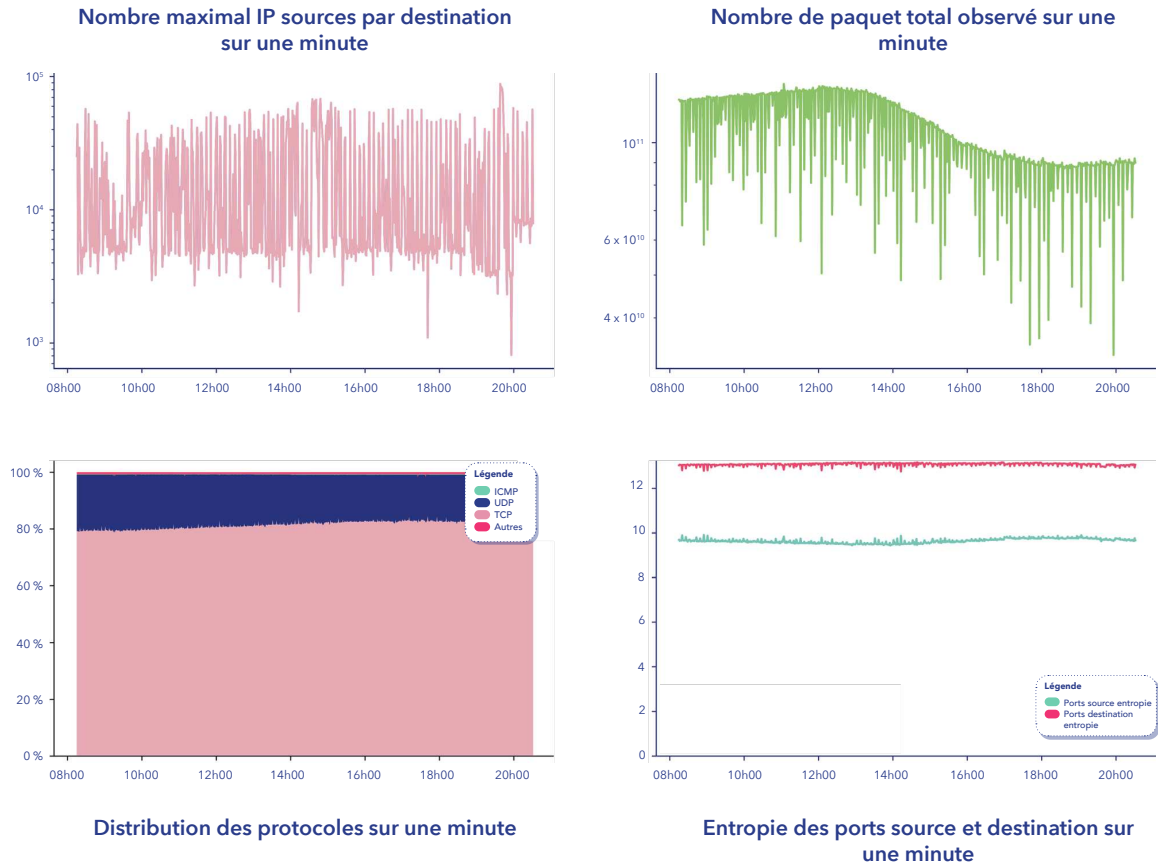 Nombre maximal IP sources par destination
sur une minute
10⁵
10⁴
10³
08h00 10h00 12h00 14h00 16h00 18h00 20h00
Nombre de paquet total observé sur une
minute
10¹¹
6 x 10¹⁰
4 x 10¹⁰
08h00 10h00 12h00 14h00 16h00 18h00 20h00
100 %
80 %
60 %
40 %
20 %
0 %
Légende
ICMP
UDP
TCP
Autres
08h00 10h00 12h00 14h00 16h00 18h00 20h00
Distribution des protocoles sur une minute
12
10
8
6
4
2
0
Légende
Ports source entropie
Ports destination
entropie
08h00 10h00 12h00 14h00 16h00 18h00 20h00
Entropie des ports source et destination sur
une minute